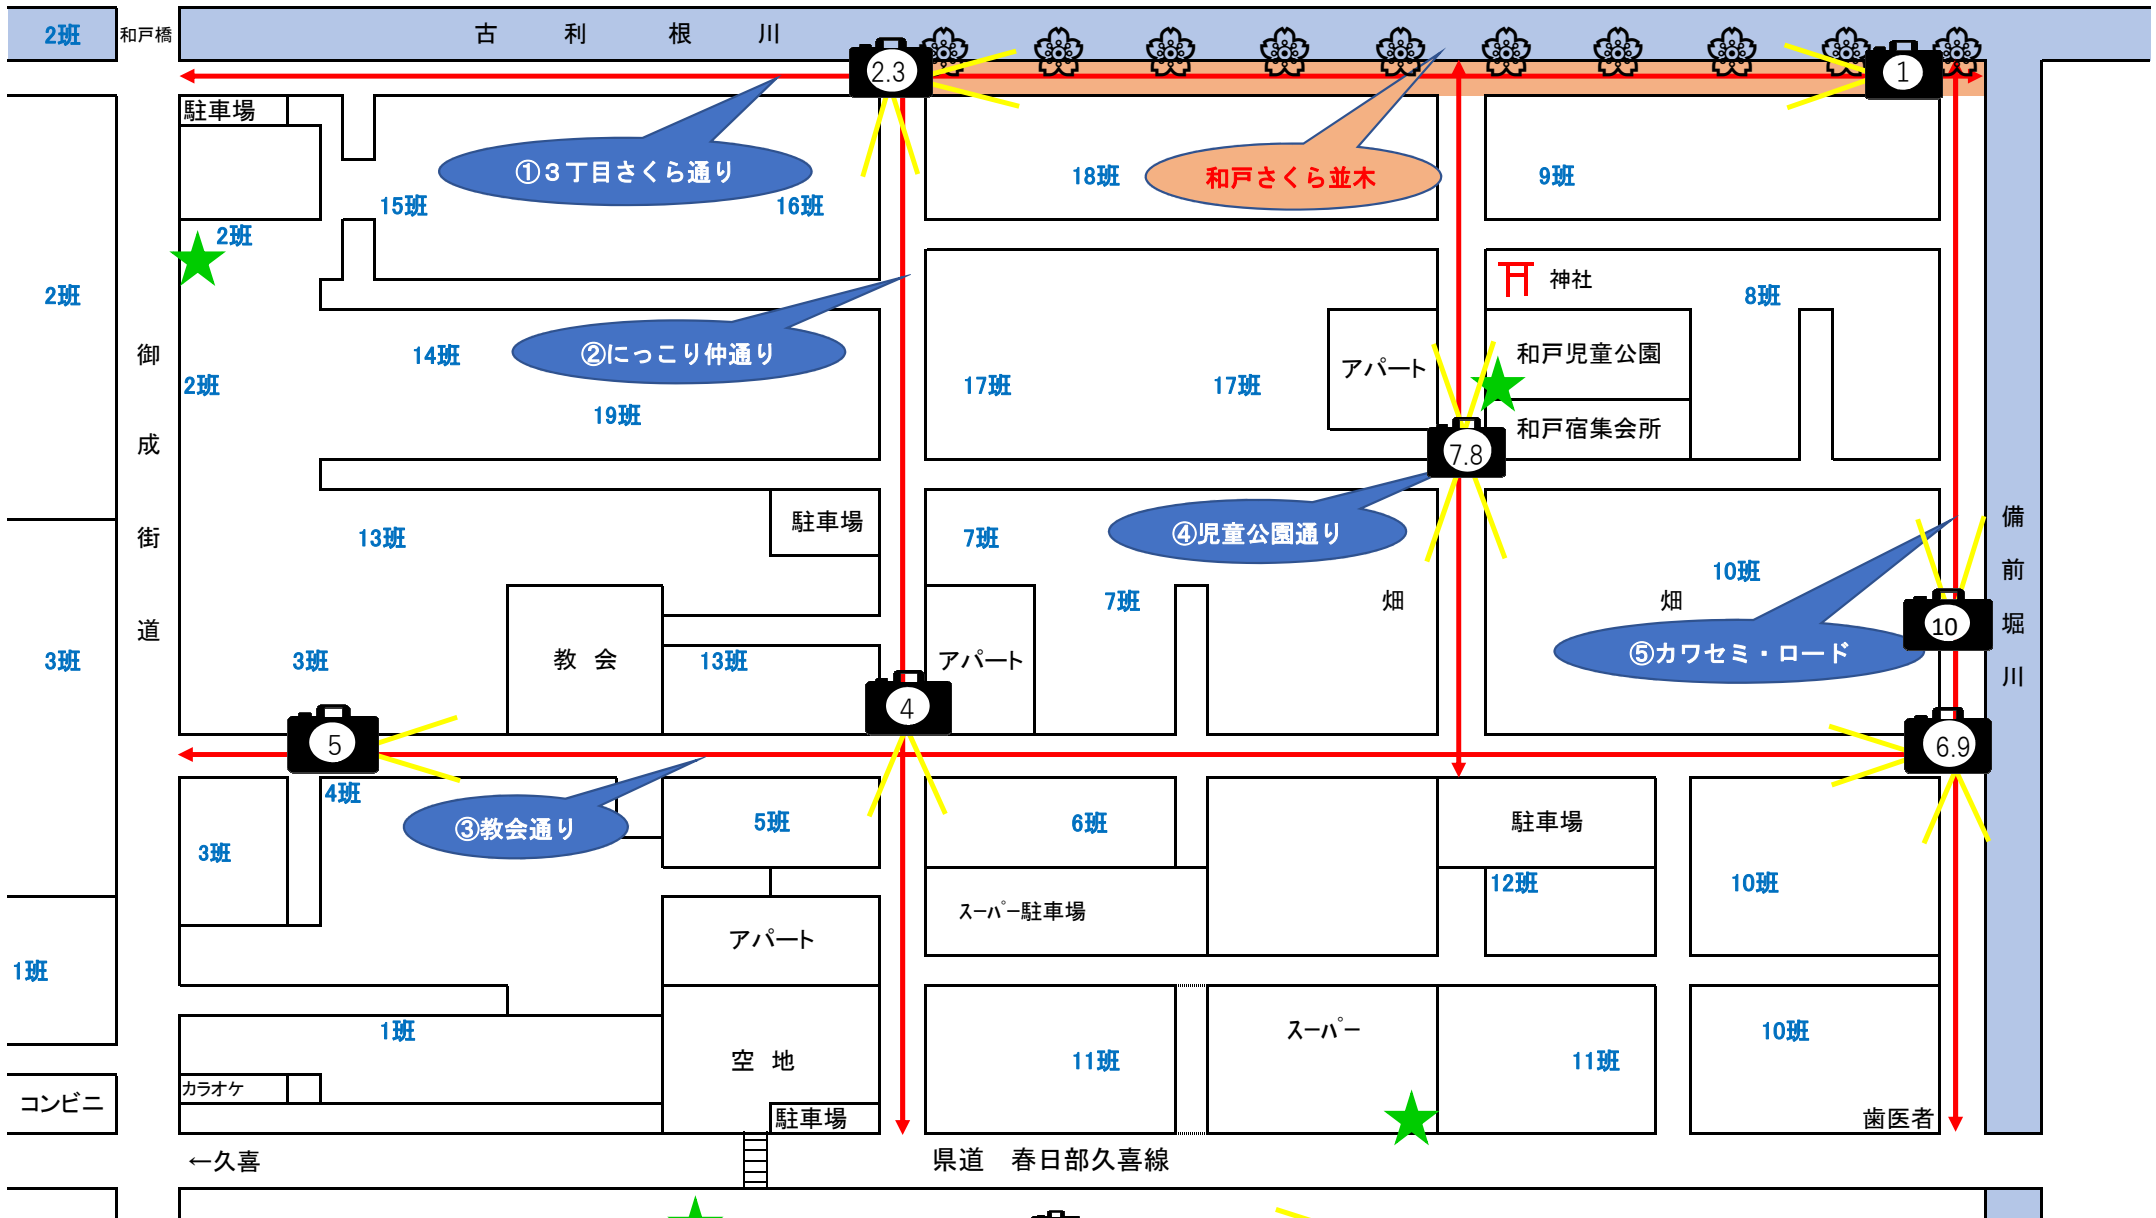 2班
和戸橋
古利根川
2.3
1
駐車場
①３丁目さくら通り
18班
和戸さくら並木
9班
15班
16班
2班
神社
2班
8班
御成街道
14班
②にっこり仲通り
アパート
和戸児童公園
2班
17班
17班
19班
和戸宿集会所
7.8
駐車場
④児童公園通り
備前堀川
13班
7班
10班
7班
畑
畑
10
3班
3班
教会
13班
アパート
⑤カワセミ・ロード
4
5
6.9
4班
③教会通り
5班
6班
駐車場
3班
12班
10班
スーパー駐車場
アパート
1班
1班
スーパー
10班
空地
11班
11班
カラオケ
コンビニ
駐車場
歯医者
←久喜
県道　春日部久喜線